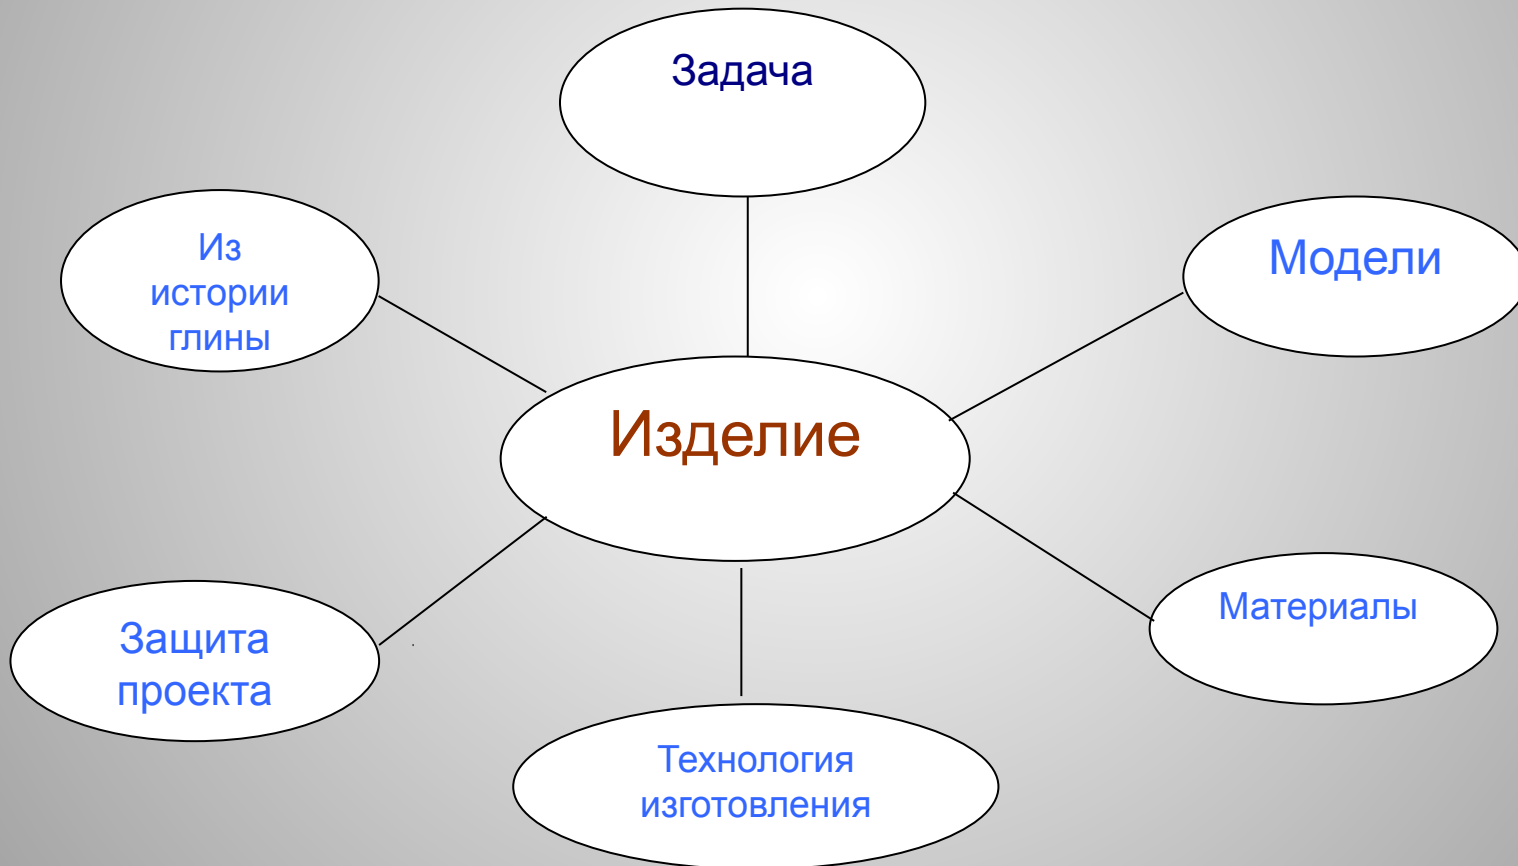 Задача
Из
истории
глины
Модели
Изделие
Материалы
Защита
проекта
Технология
изготовления